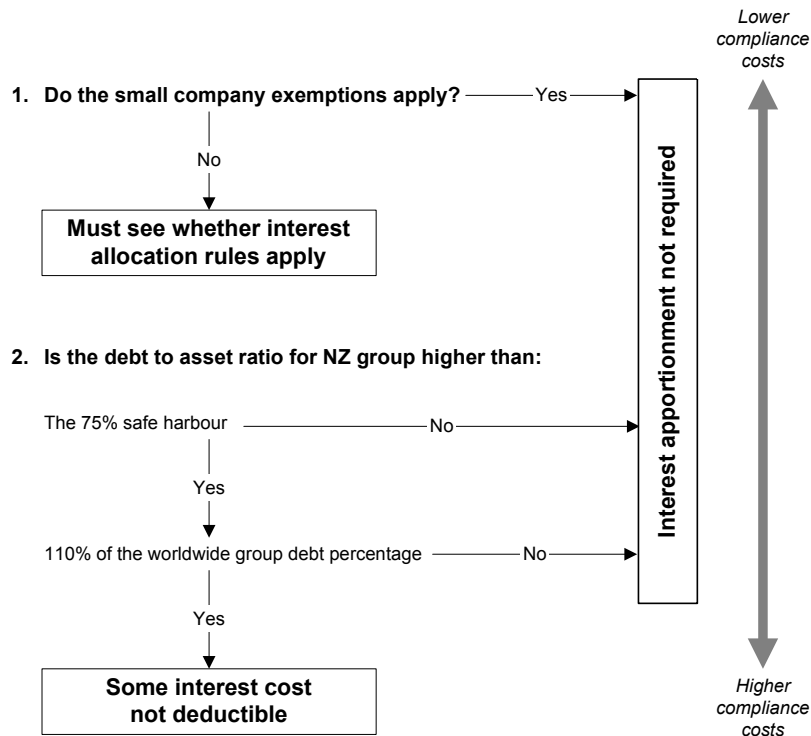 Lower
compliance
costs
1. Do the small company exemptions apply?
Yes
No
Must see whether interest
allocation rules apply
Interest apportionment not required
2. Is the debt to asset ratio for NZ group higher than:
The 75% safe harbour
No
Yes
110% of the worldwide group debt percentage
No
Yes
Some interest cost
not deductible
Higher
compliance
costs